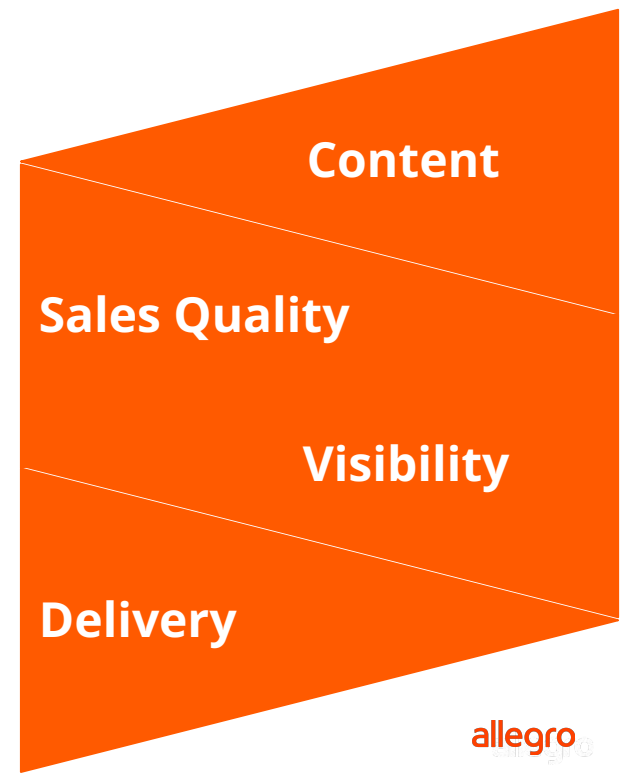 Content
Sales Quality
Visibility
Delivery
allegro